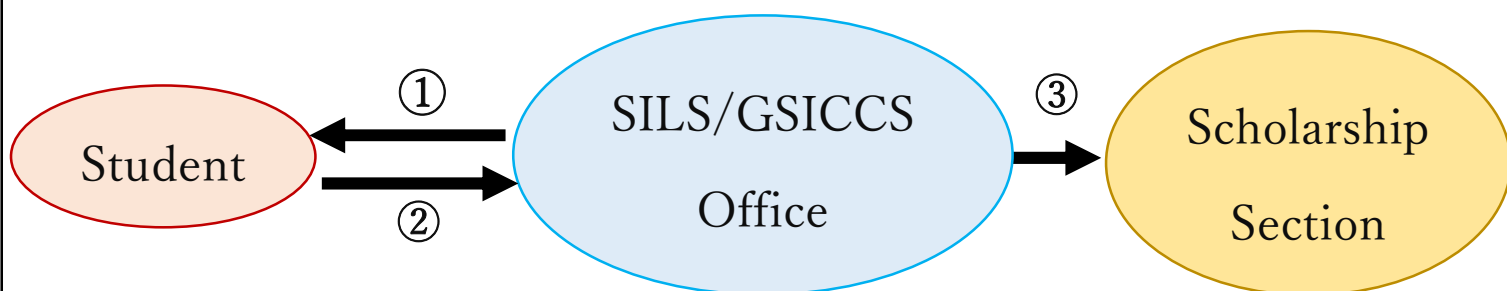 Student
①
②
SILS/GSICCS
Office
③
Scholarship
Section